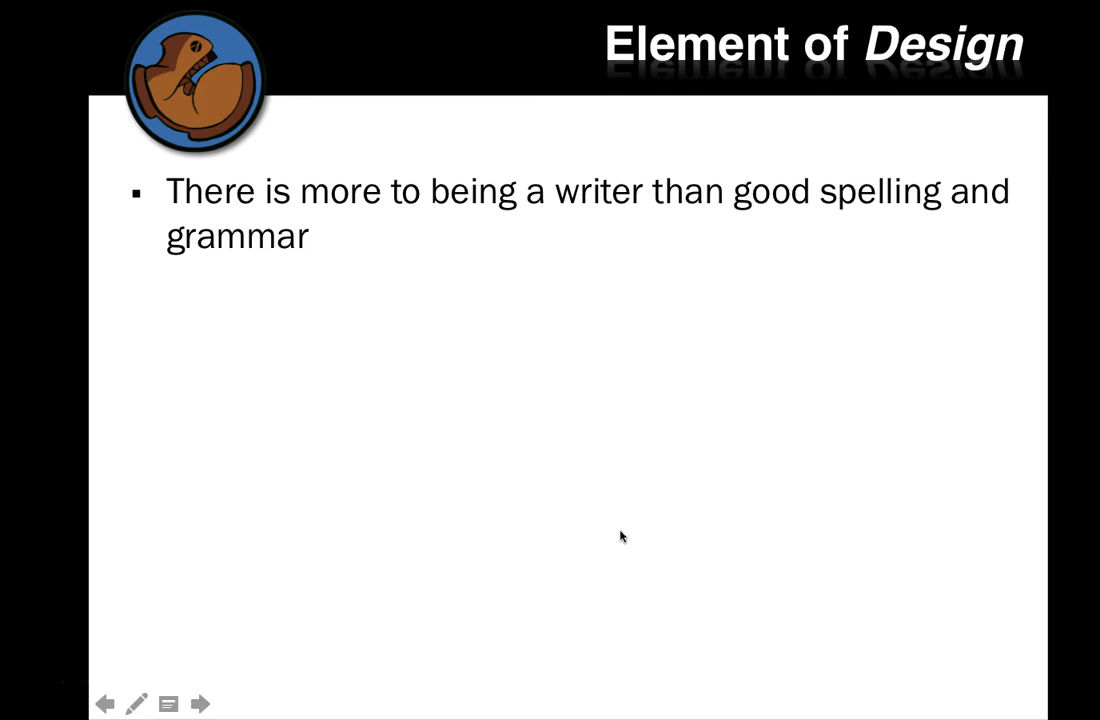 Element of Design
▪ There is more to being a writer than good spelling and
grammar